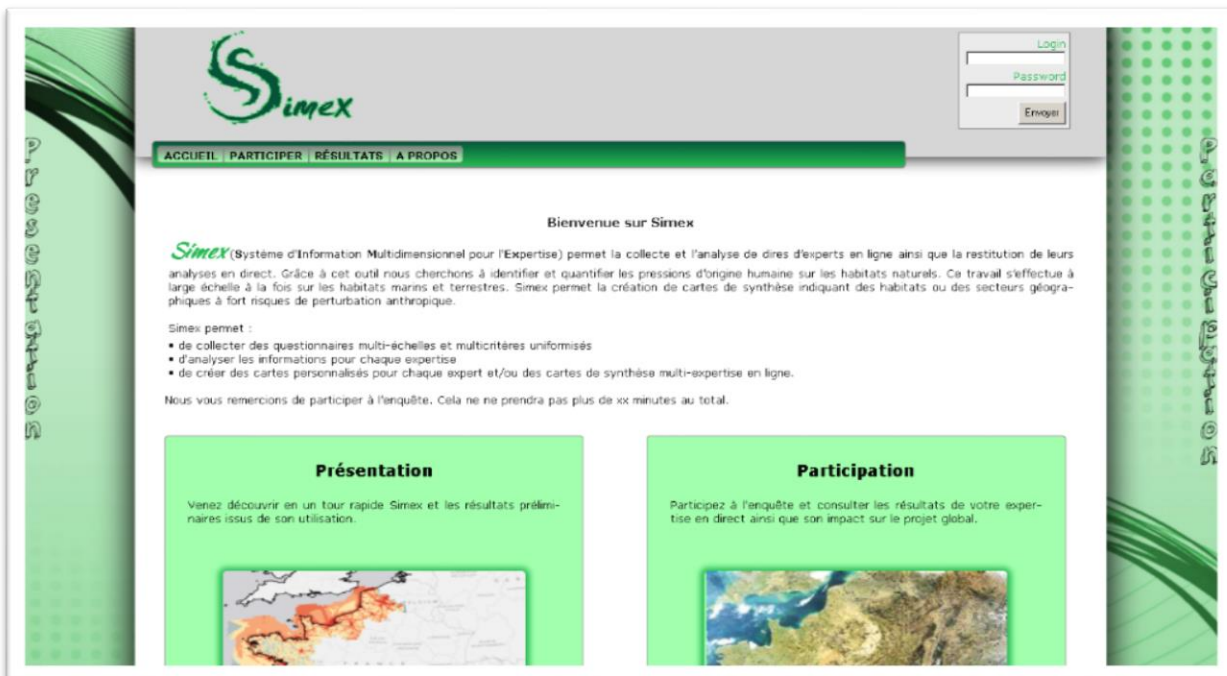 Simex
Login
Password
Envoyer
ACCUEIL PARTICIPER RÉSULTATS A PROPOS
Presentation
Participation
Bienvenue sur Simex
Simex (Système d'Information Multidimensionnel pour l'Expertise) permet la collecte et l'analyse de dires d'experts en ligne ainsi que la restitution de leurs
analyses en direct. Grâce à cet outil nous cherchons à identifier et quantifier les pressions d'origine humaine sur les habitats naturels. Ce travail s'effectue à
large échelle à la fois sur les habitats marins et terrestres. Simex permet la création de cartes de synthèse indiquant des habitats ou des secteurs géogra-
phiques à fort risques de perturbation anthropique.
Simex permet :
• de collecter des questionnaires multi-échelles et multicritères uniformisés
• d'analyser les informations pour chaque expertise
• de créer des cartes personnalisés pour chaque expert et/ou des cartes de synthèse multi-expertise en ligne.
Nous vous remercions de participer à l'enquête. Cela ne ne prendra pas plus de xx minutes au total.
Présentation
Venez découvrir en un tour rapide Simex et les résultats prélimi-
naires issus de son utilisation.
Participation
Participez à l'enquête et consulter les résultats de votre exper-
tise en direct ainsi que son impact sur le projet global.